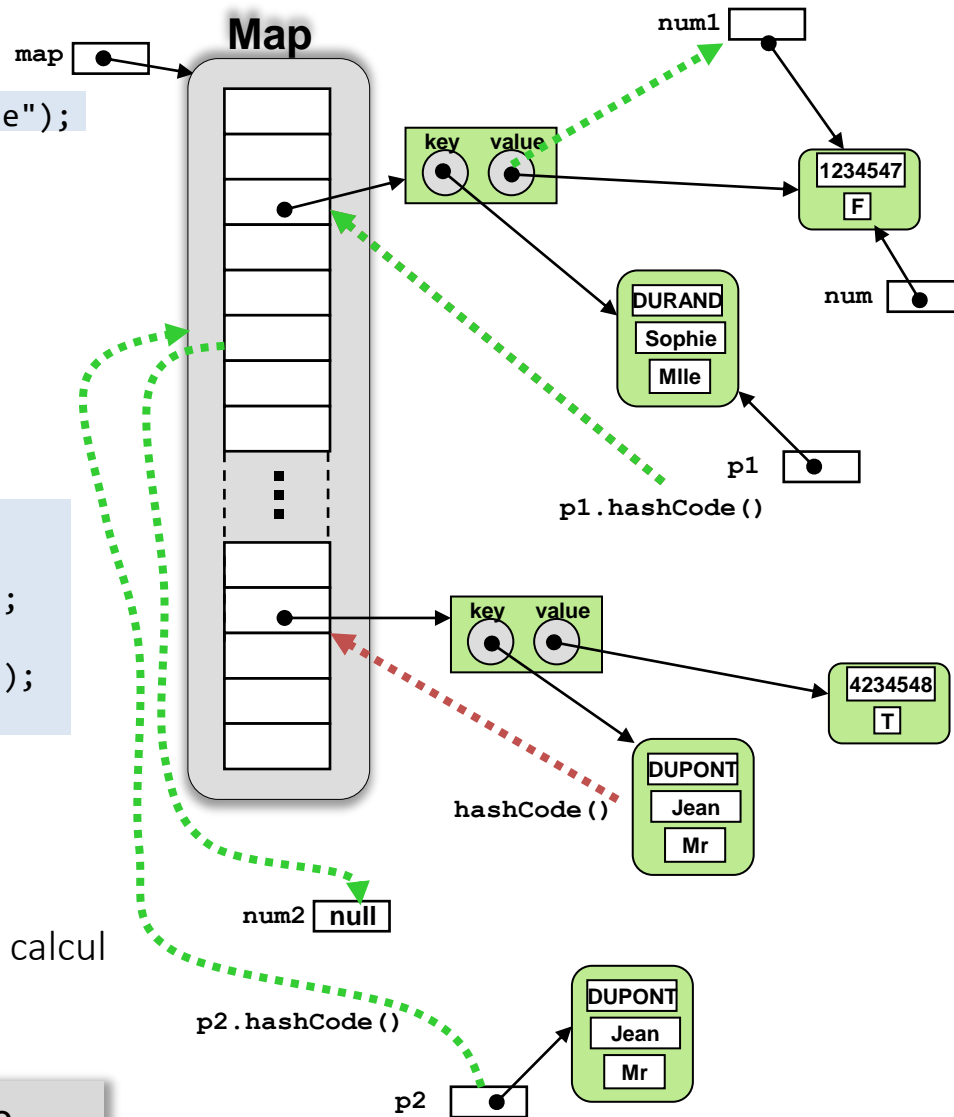 Map
map
num1
e");
key value
1234547
F
num
DURAND
Sophie
Mlle
p1
p1.hashCode()
;
key value
);
4234548
T
DUPONT
Jean
Mr
hashCode()
num2 null
calcul
DUPONT
Jean
Mr
p2.hashCode()
p2